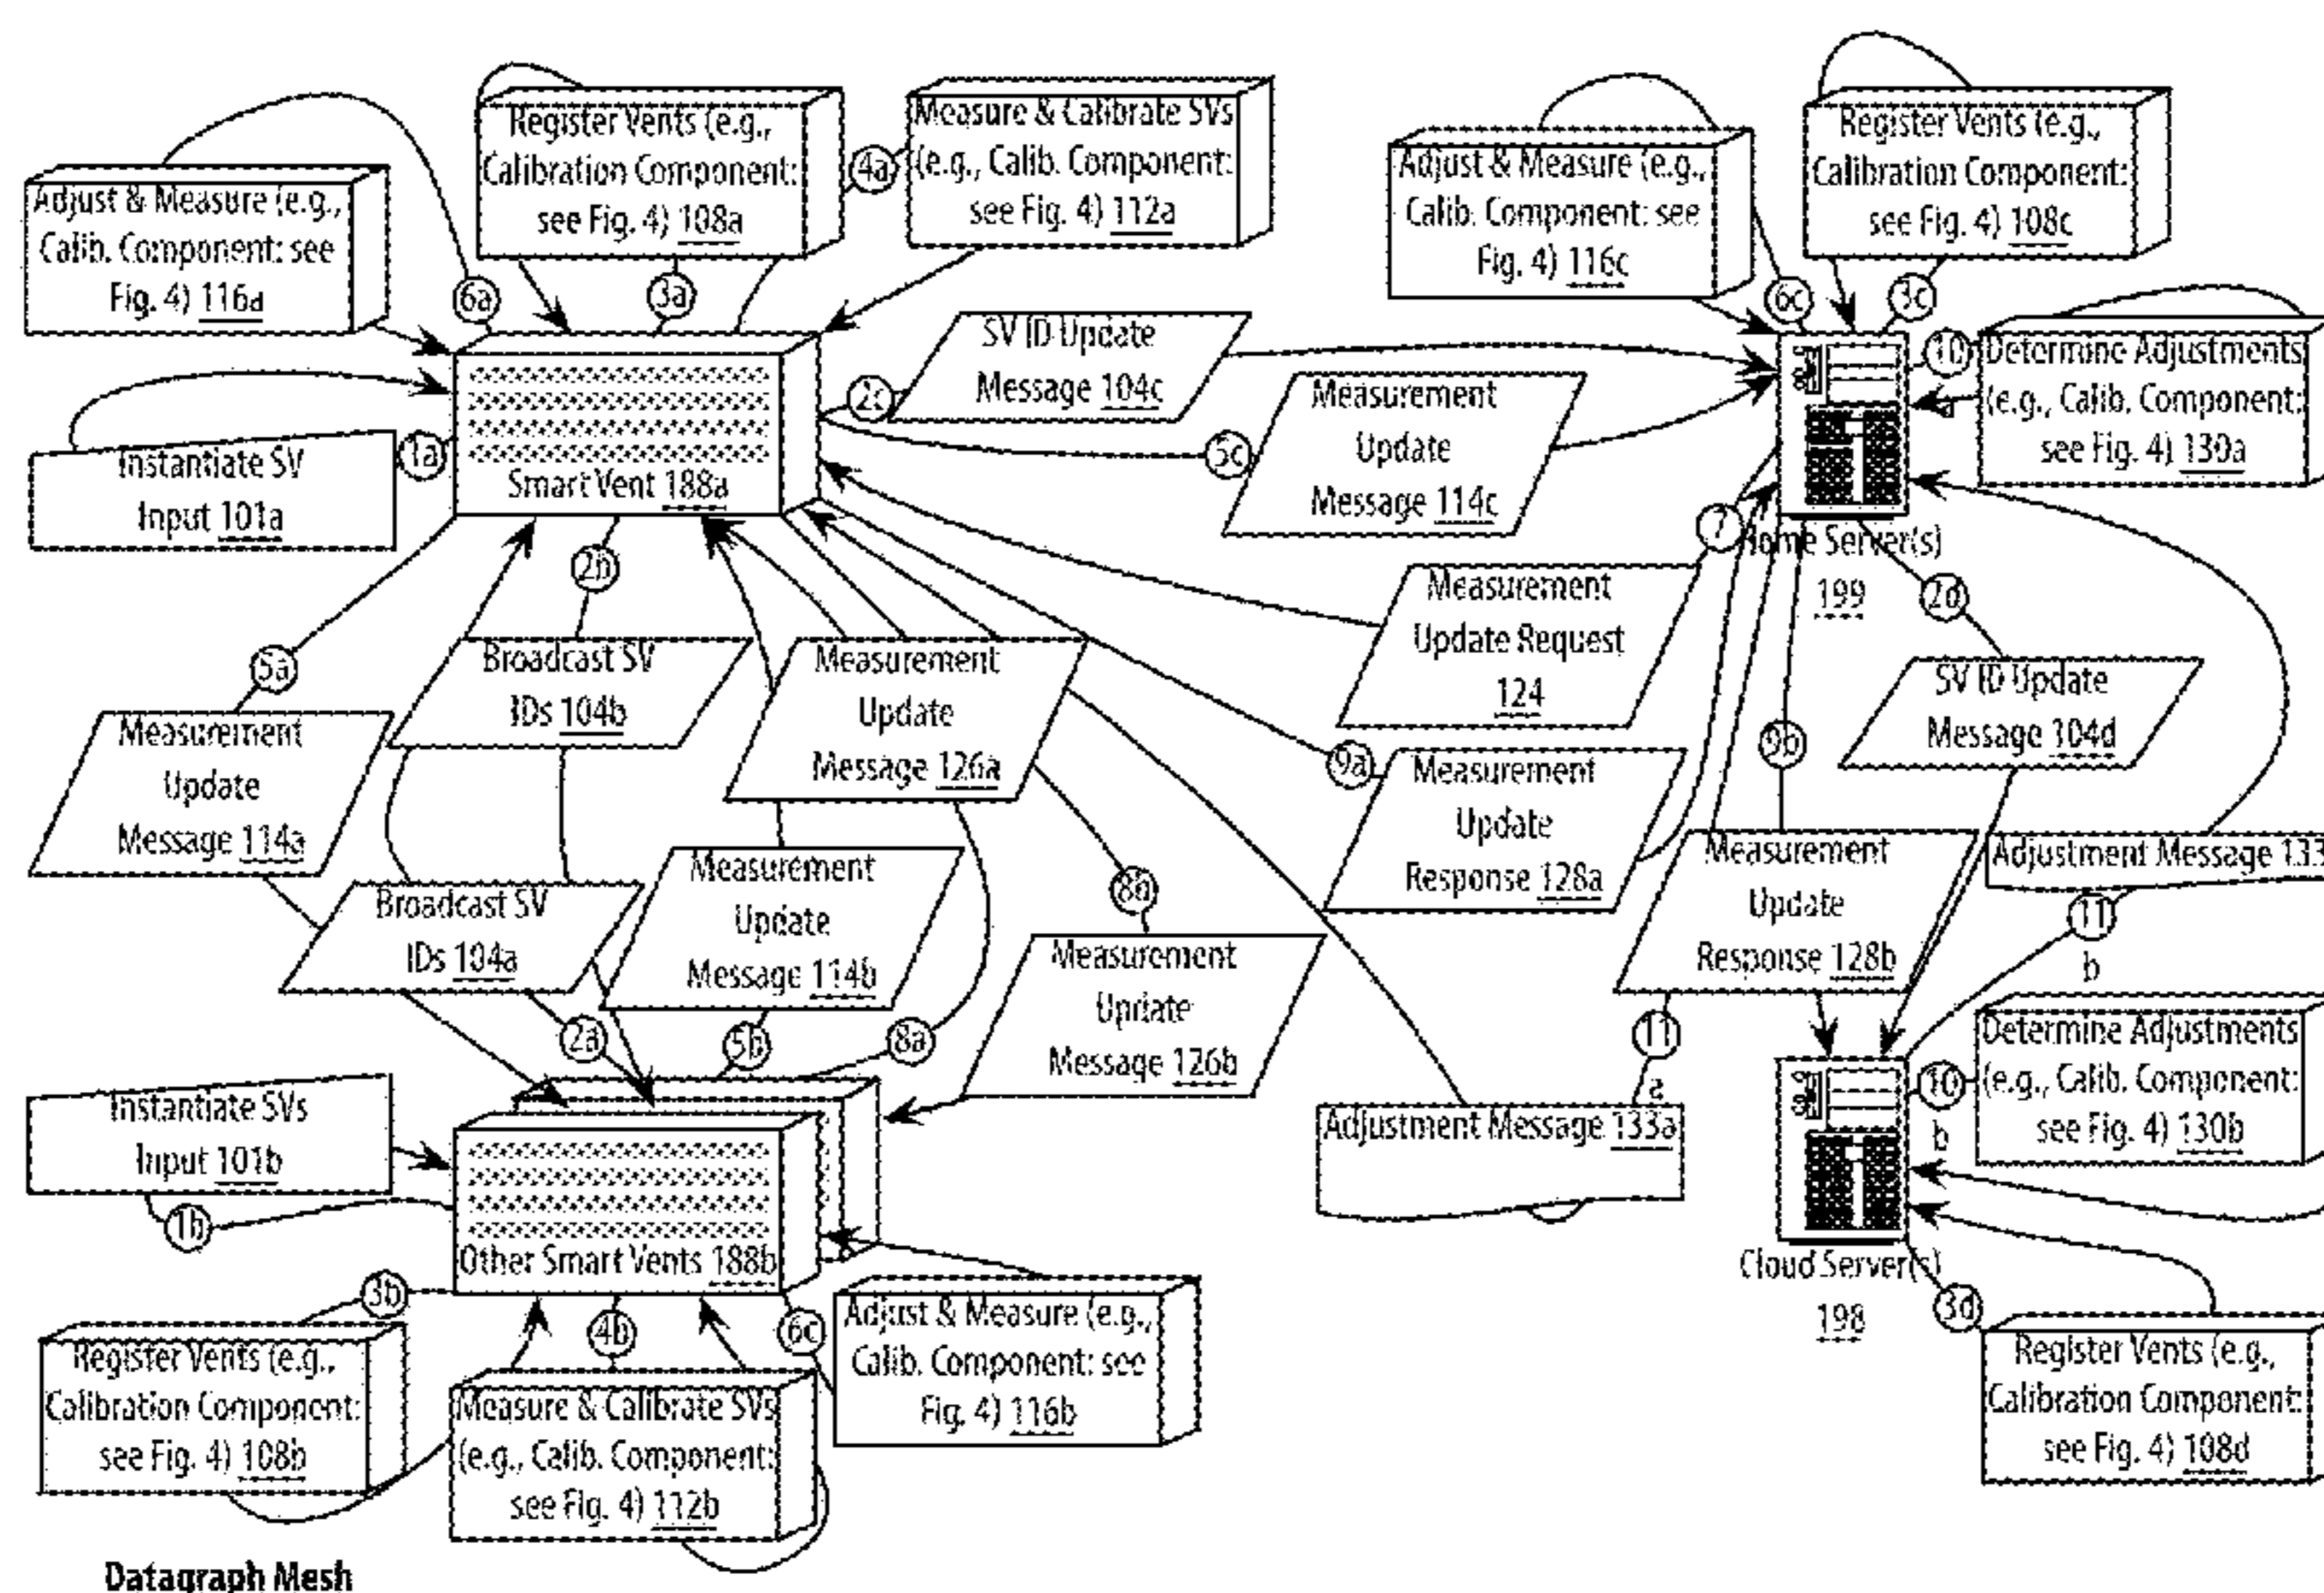 Register Vents (e.g.,
Calibration Component:
see Fig. 4) 108a
3a
4a
Measure & Calibrate SVs
(e.g., Calib. Component:
see Fig. 4) 112a
Adjust & Measure (e.g.,
Calib. Component: see
Fig. 4) 116a
6a
Adjust & Measure (e.g.,
Calib. Component: see
Fig. 4) 116c
6c
Register Vents (e.g.,
Calibration Component:
see Fig. 4) 108c
3c
Instantiate SV
Input 101a
1a
Smart Vent 188a
2c
SV ID Update
Message 104c
5c
Measurement
Update
Message 114c
10
a
Determine Adjustments
(e.g., Calib. Component:
see Fig. 4) 130a
7
Home Server(s)
199
2d
2b
5a
Measurement
Update
Message 114a
Broadcast SV
IDs 104b
Measurement
Update
Message 126a
Measurement
Update Request
124
9a
Measurement
Update
Response 128a
9b
SV ID Update
Message 104d
Broadcast SV
IDs 104a
Measurement
Update
Message 114b
Measurement
Update
Message 126b
Measurement
Update
Response 128b
Adjustment Message 133
11
b
2a
5b
8a
11
a
Adjustment Message 133a
10
b
Determine Adjustments
(e.g., Calib. Component:
see Fig. 4) 130b
Instantiate SVs
Input 101b
1b
Other Smart Vents 188b
Cloud Server(s)
198
3d
Register Vents (e.g.,
Calibration Component:
see Fig. 4) 108d
3b
Register Vents (e.g.,
Calibration Component:
see Fig. 4) 108b
4b
Measure & Calibrate SVs
(e.g., Calib. Component:
see Fig. 4) 112b
6c
Adjust & Measure (e.g.,
Calib. Component: see
Fig. 4) 116b
Datagraph Mesh